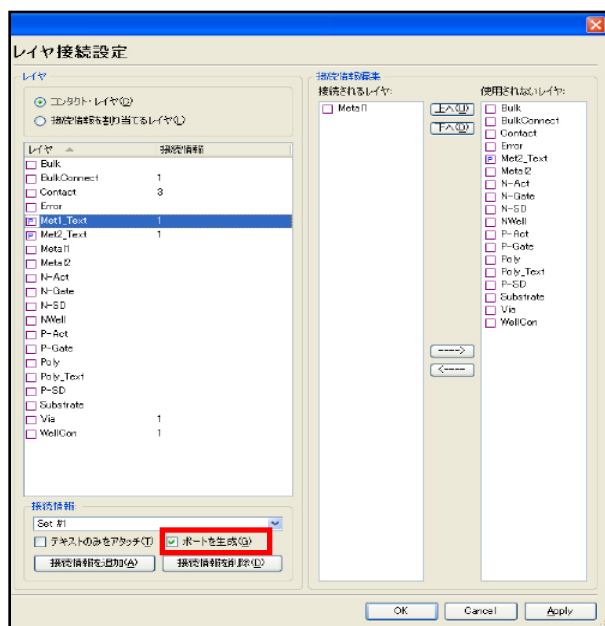 レイヤ接続設定
レイヤ
コンタクト・レイヤ(O)
接続情報を割り当てるレイヤ(L)
レイヤ 接続情報
Bulk
BulkConnect 1
Contact 3
Error
Met1_Text 1
Met2_Text 1
Metal1
Metal2
N-Act
N-Gate
N-SD
NWell
P-Act
P-Gate
Poly
Poly_Text
P-SD
Substrate
Via 1
WellCon 1
接続情報
Set #1
テキストのみをアタッチ(T) ポートを生成(G)
接続情報を追加(A) 接続情報を削除(D)
接続情報編集
接続されるレイヤ:
Metal1
上へ(U)
下へ(O)
---->
<----
使用されないレイヤ:
Bulk
BulkConnect
Contact
Error
Met2_Text
Metal2
N-Act
N-Gate
N-SD
NWell
P-Act
P-Gate
Poly
Poly_Text
P-SD
Substrate
Via
WellCon
OK Cancel Apply